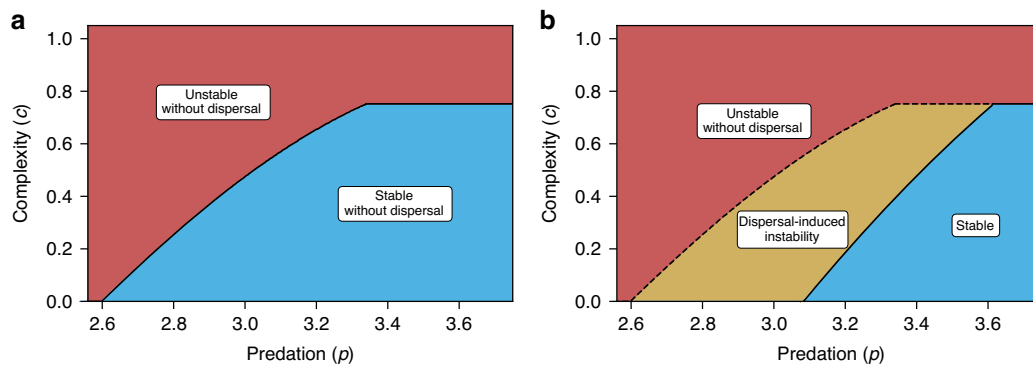 a
1.0
0.8
0.6
0.4
0.2
0.0
Complexity (c)
Unstable
without dispersal
Stable
without dispersal
2.6
2.8
3.0
3.2
3.4
3.6
Predation (p)
b
1.0
0.8
0.6
0.4
0.2
0.0
Complexity (c)
Unstable
without dispersal
Dispersal-induced
instability
Stable
2.6
2.8
3.0
3.2
3.4
3.6
Predation (p)